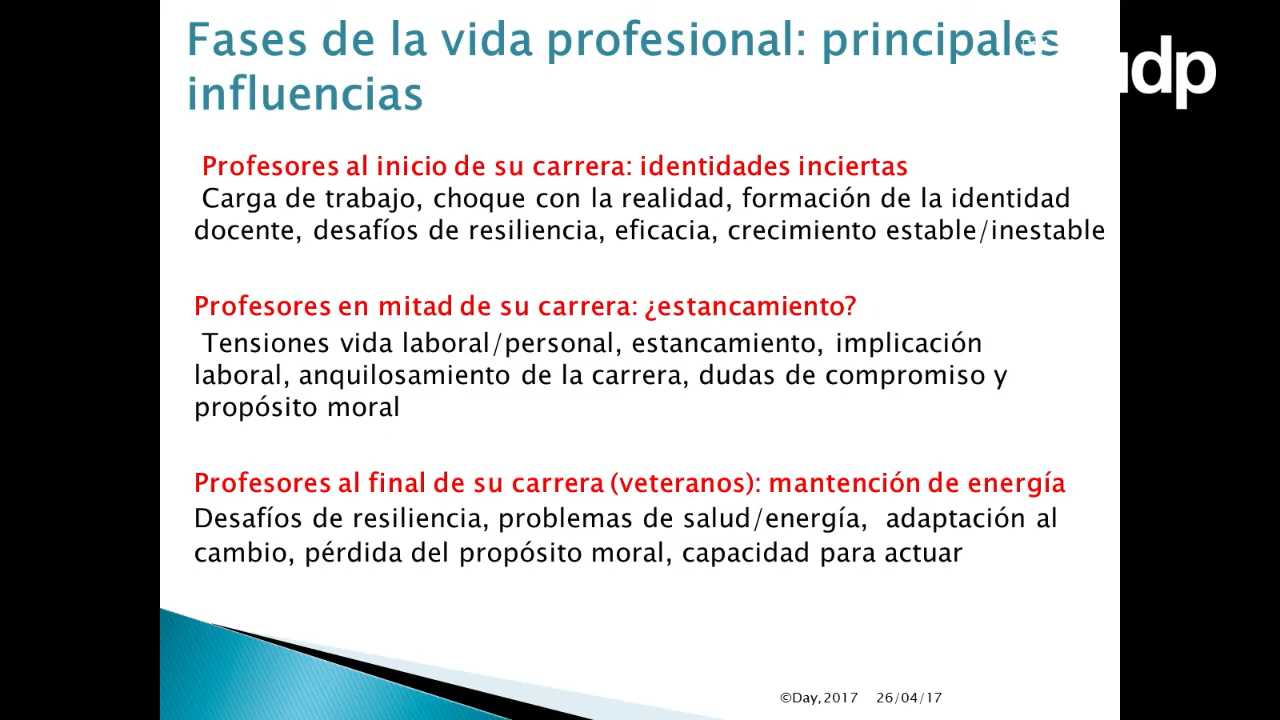 Fases de la vida profesional: principales
influencias
udp
Profesores al inicio de su carrera: identidades inciertas
Carga de trabajo, choque con la realidad, formación de la identidad
docente, desafíos de resiliencia, eficacia, crecimiento estable/inestable
Profesores en mitad de su carrera: ¿estancamiento?
Tensiones vida laboral/personal, estancamiento, implicación
laboral, anquilosamiento de la carrera, dudas de compromiso y
propósito moral
Profesores al final de su carrera (veteranos): mantención de energía
Desafíos de resiliencia, problemas de salud/energía, adaptación al
cambio, pérdida del propósito moral, capacidad para actuar
©Day, 2017 26/04/17